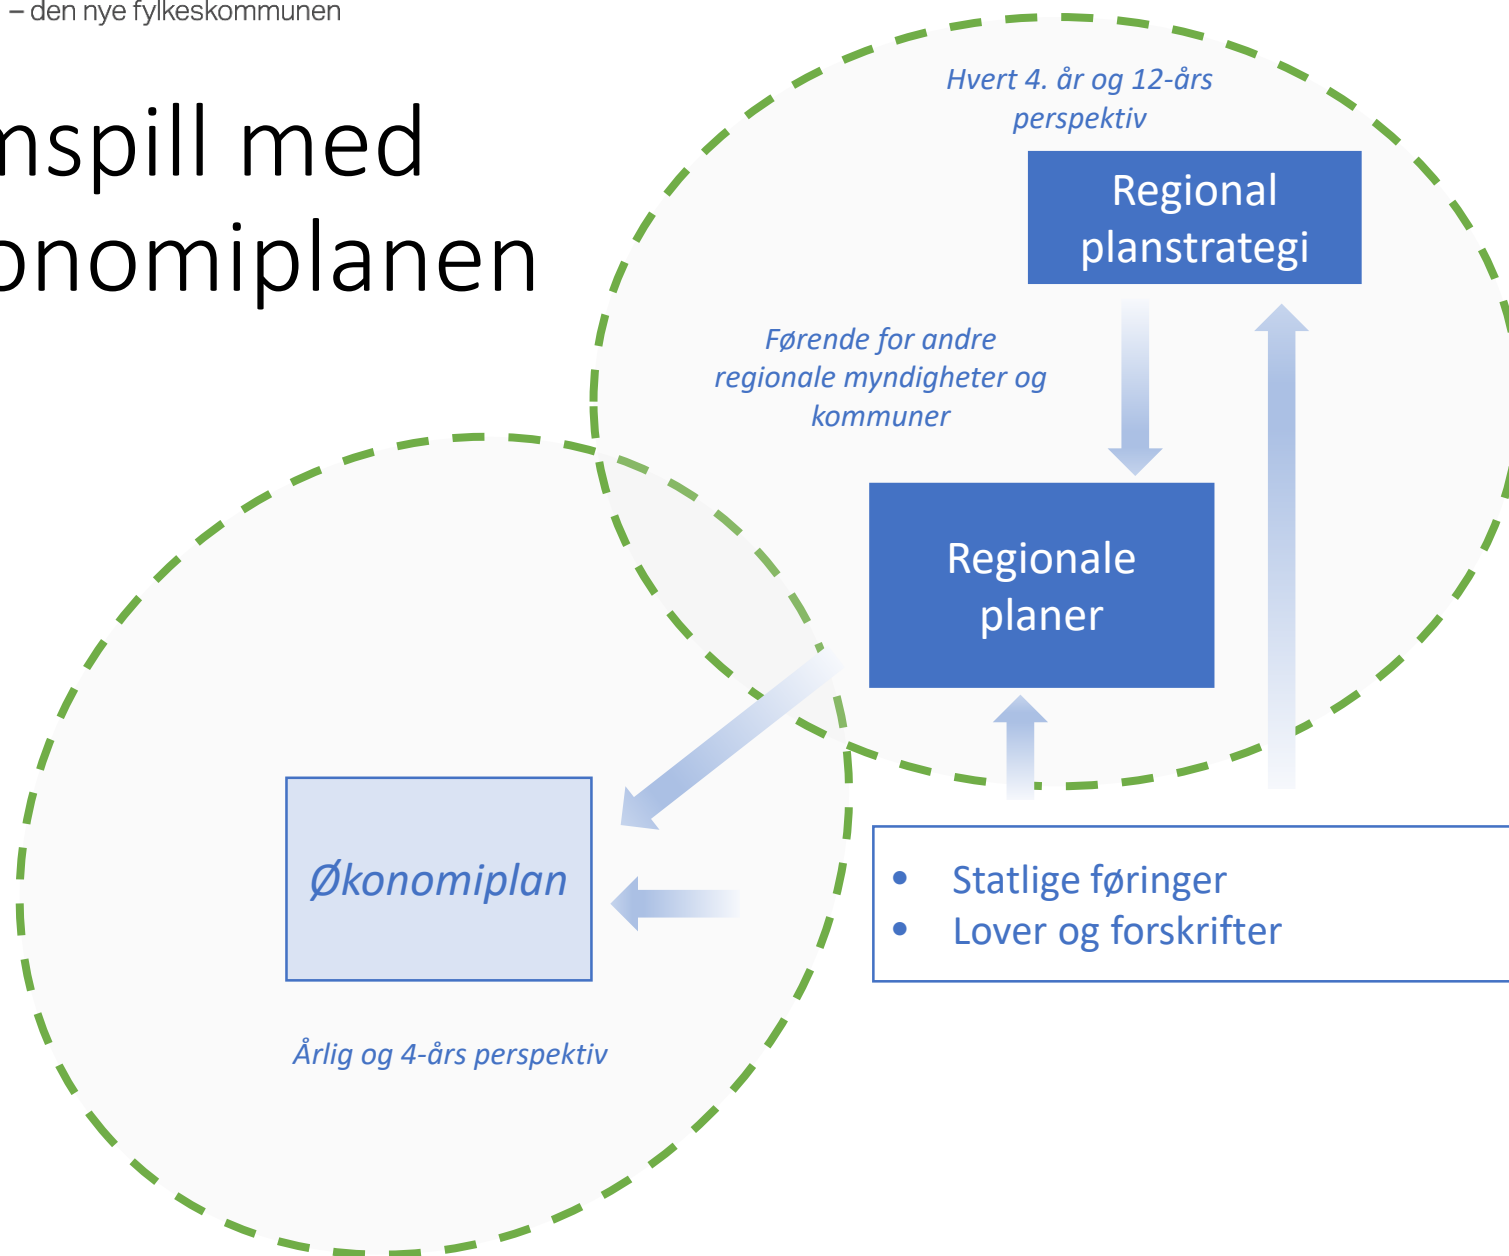 – den nye fylkeskommunen
mspill med
onomiplanen
Hvert 4. år og 12-års
perspektiv
Regional
planstrategi
Førende for andre
regionale myndigheter og
kommuner
Regionale
planer
Økonomiplan
• Statlige føringer
• Lover og forskrifter
Årlig og 4-års perspektiv